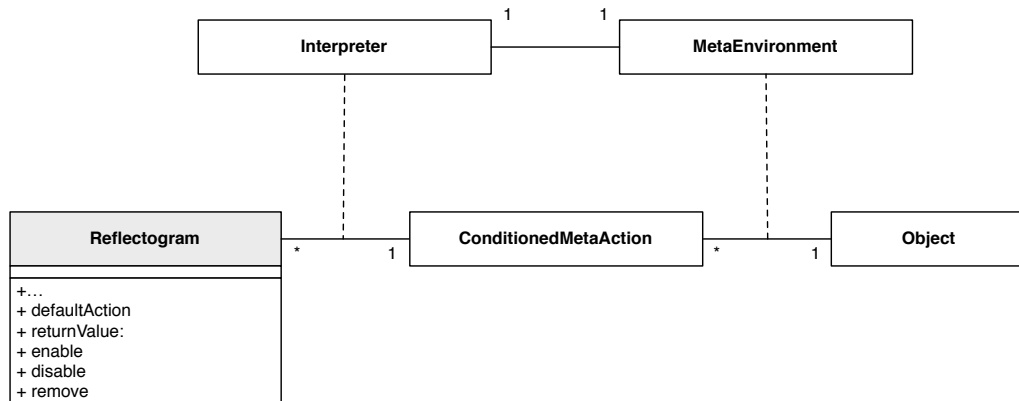 1 1
Interpreter MetaEnvironment
Reflectogram ConditionedMetaAction Object
* 1 * 1
+...
+ defaultAction
+ returnValue:
+ enable
+ disable
+ remove